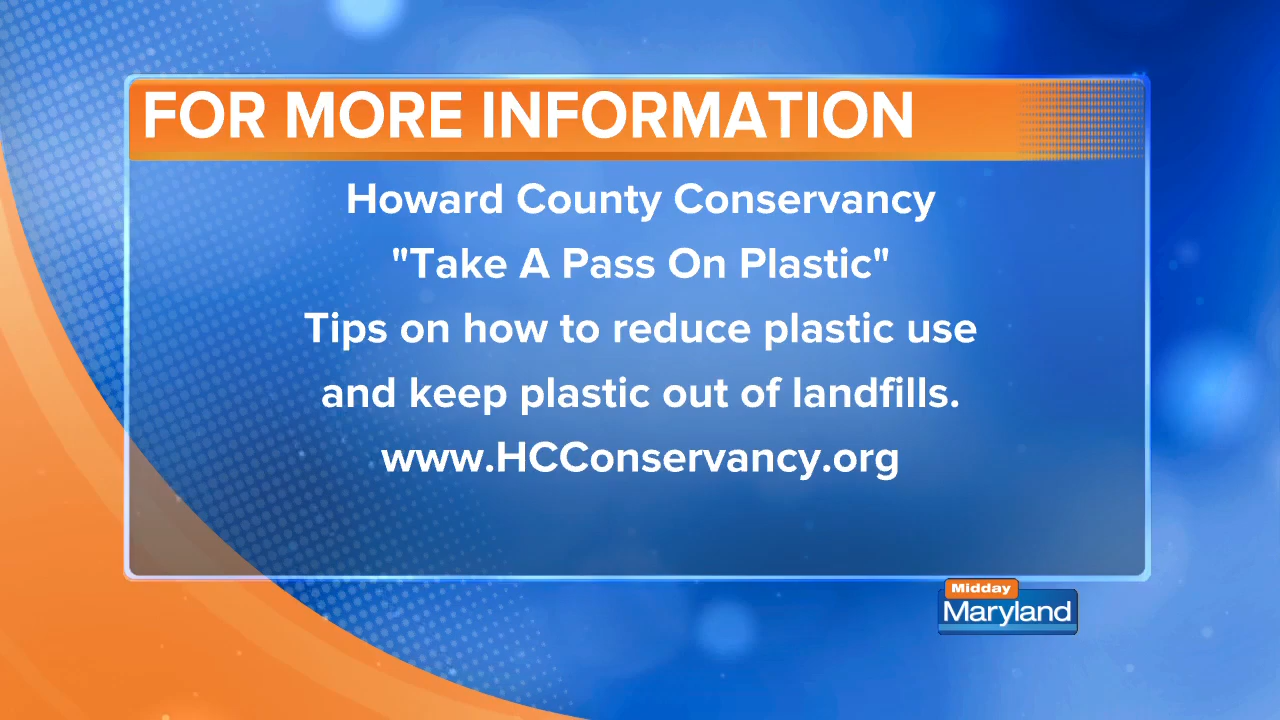 FOR MORE INFORMATION
Howard County Conservancy
"Take A Pass On Plastic"
Tips on how to reduce plastic use
and keep plastic out of landfills.
www.HCConservancy.org
Midday
Maryland